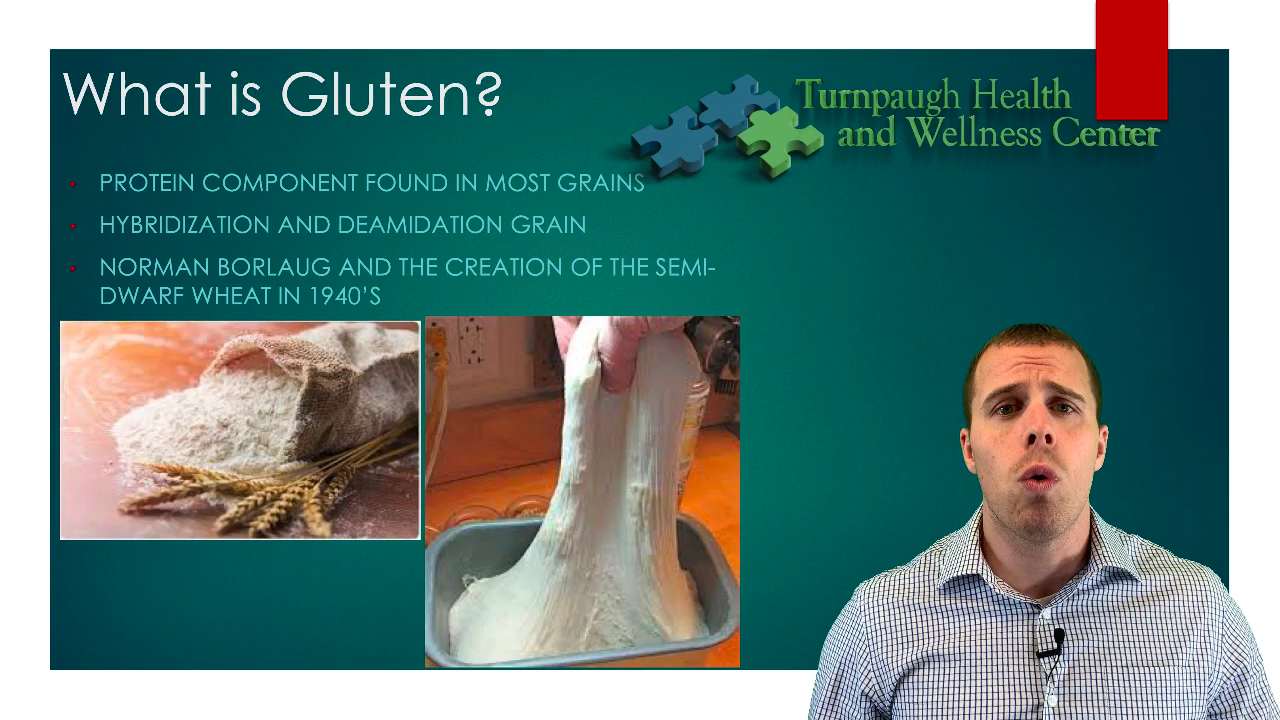 What is Gluten?
Turnpaugh Health
and Wellness Center
• PROTEIN COMPONENT FOUND IN MOST GRAINS
• HYBRIDIZATION AND DEAMIDATION GRAIN
• NORMAN BORLAUG AND THE CREATION OF THE SEMI-
DWARF WHEAT IN 1940'S